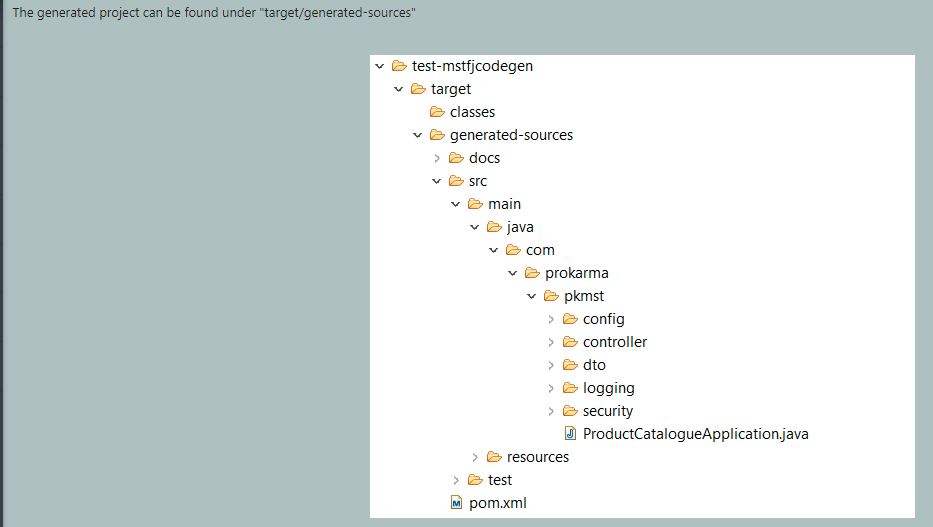 The generated project can be found under "target/generated-sources"
test-mstfjcodegen
target
classes
generated-sources
docs
src
main
java
com
prokarma
pkmst
config
controller
dto
logging
security
ProductCatalogueApplication.java
resources
test
pom.xml